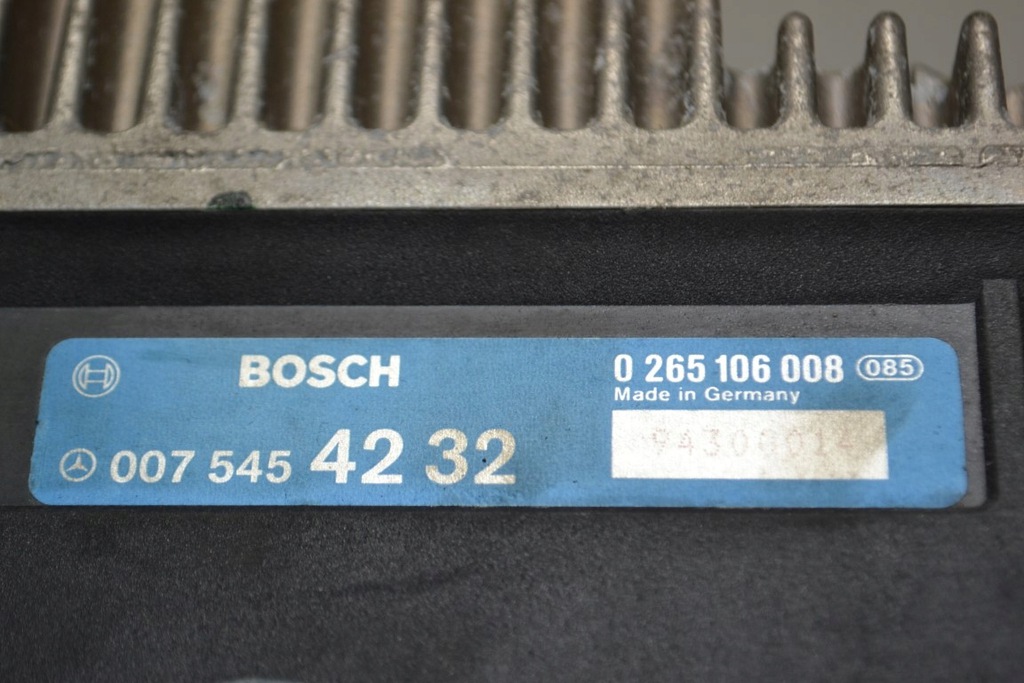 BOSCH
0 265 106 008 085
Made in Germany
007 545 42 32